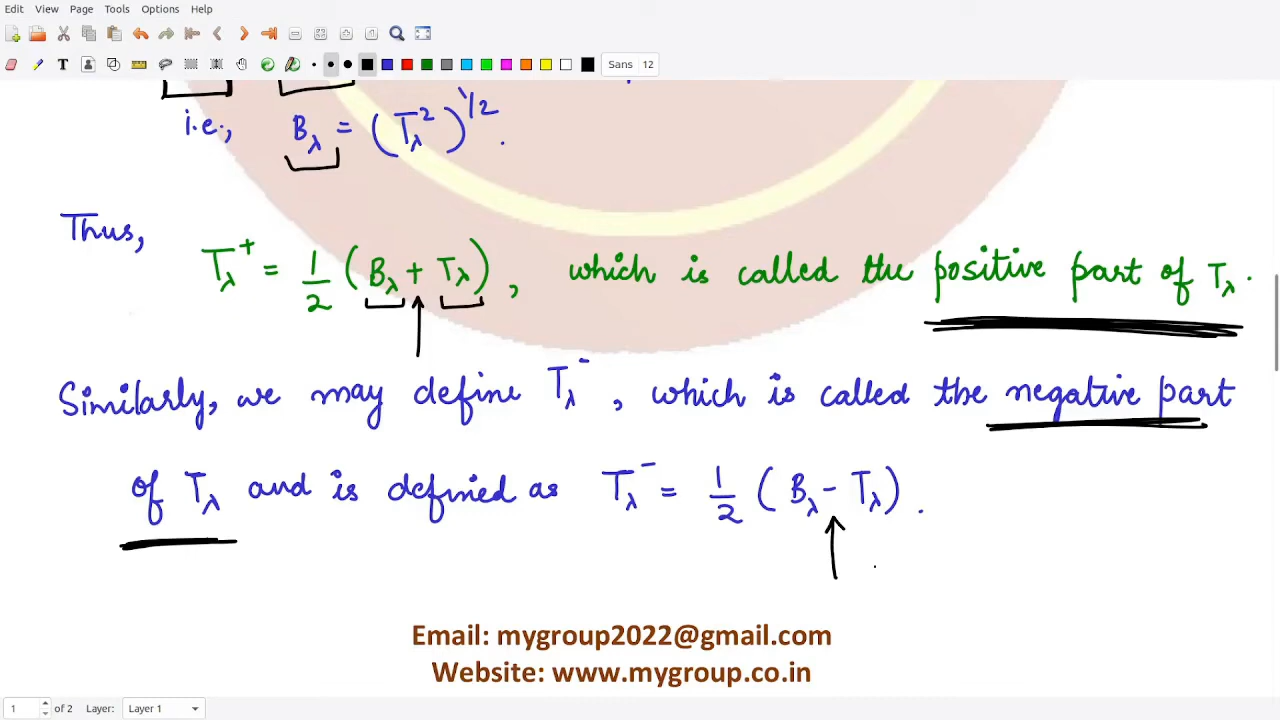 Edit View Page Tools Options Help
Sans 12
i.e., B_λ = (T_λ^2)^1/2 .
Thus,
T_λ^+ = 1/2 (B_λ + T_λ), which is called the positive part of T_λ.
Similarly, we may define T_λ^-, which is called the negative part
of T_λ and is defined as T_λ^- = 1/2 (B_λ - T_λ).
Email: mygroup2022@gmail.com
Website: www.mygroup.co.in
1 of 2 Layer: Layer 1